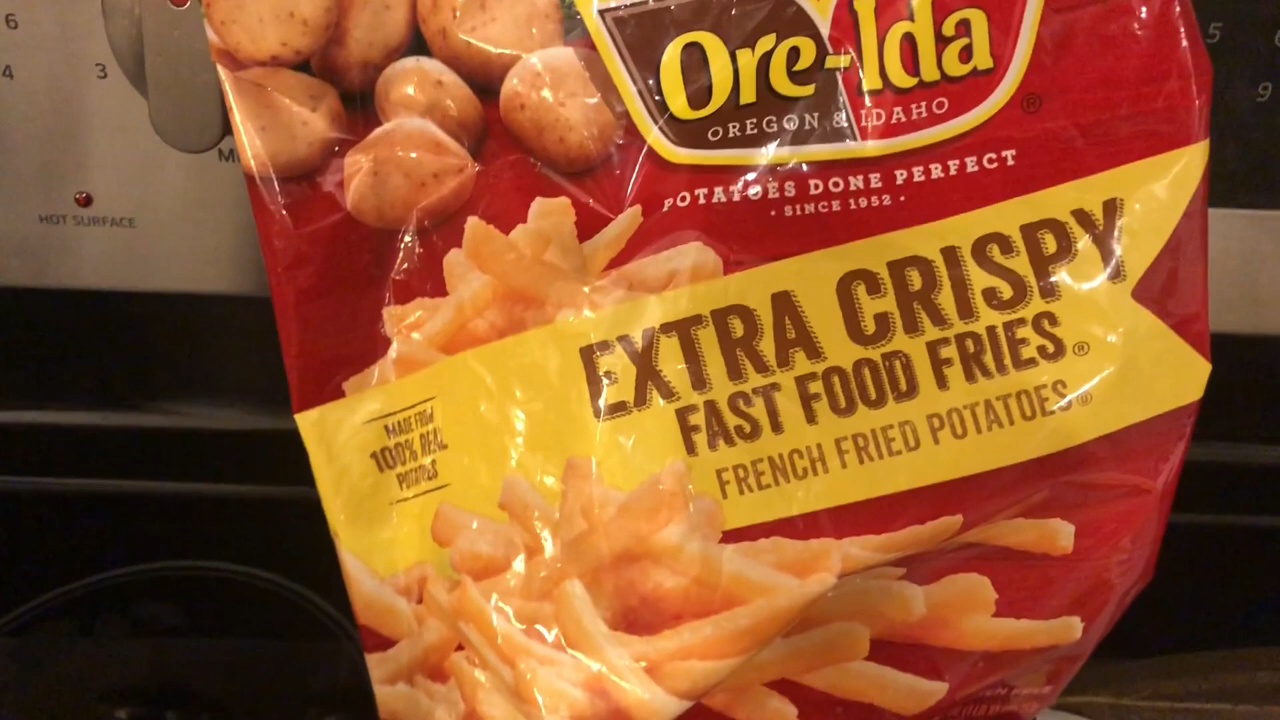 6
4
3
5
9
HOT SURFACE
Ore-Ida
OREGON & IDAHO
®
POTATOES DONE PERFECT
· SINCE 1952 ·
EXTRA CRISPY
FAST FOOD FRIES®
FRENCH FRIED POTATOES
MADE FROM
100% REAL
POTATOES